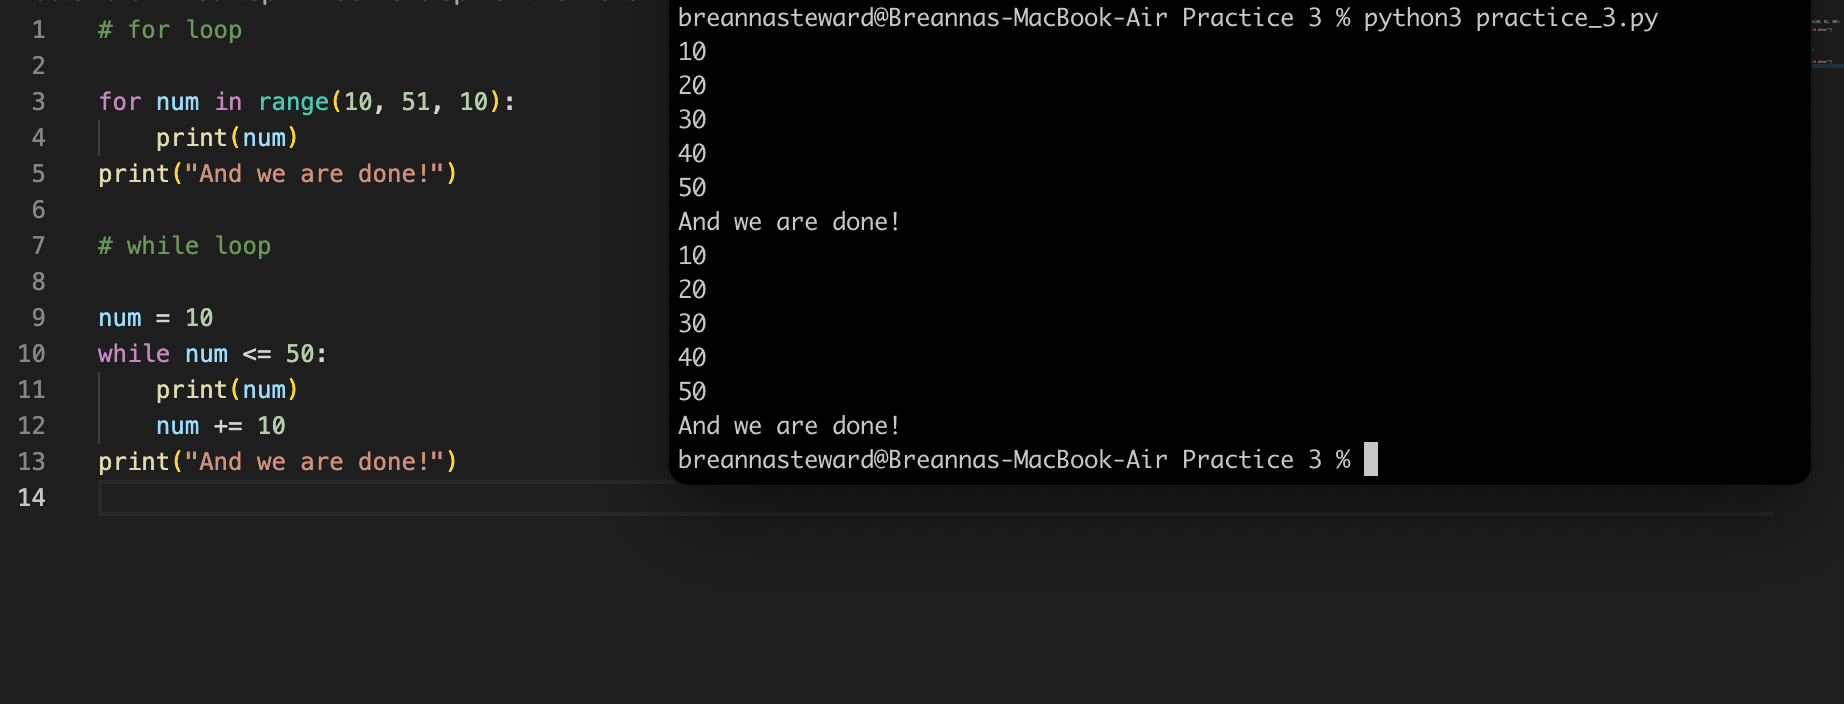 1 # for loop
2
3 for num in range(10, 51, 10):
4     print(num)
5 print("And we are done!")
6
7 # while loop
8
9 num = 10
10 while num <= 50:
11     print(num)
12     num += 10
13 print("And we are done!")
14
breannasteward@Breannas-MacBook-Air Practice 3 % python3 practice_3.py
10
20
30
40
50
And we are done!
10
20
30
40
50
And we are done!
breannasteward@Breannas-MacBook-Air Practice 3 %